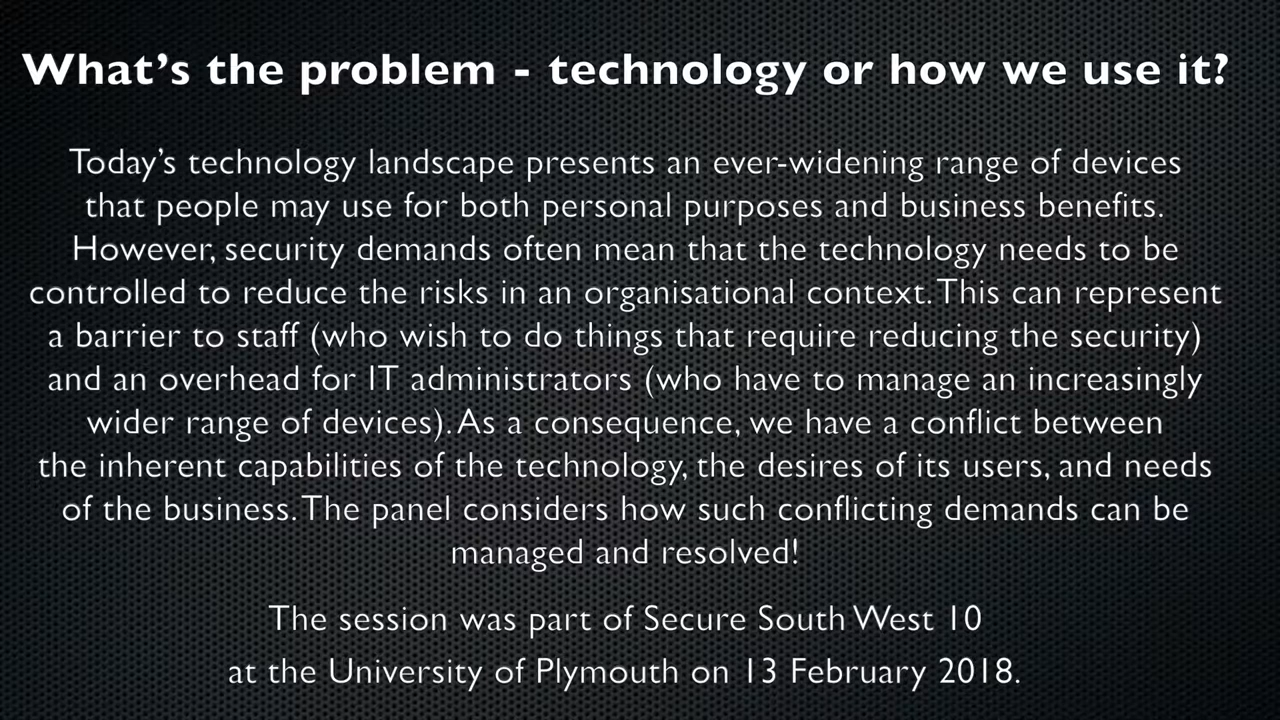 What's the problem - technology or how we use it?
Today's technology landscape presents an ever-widening range of devices
that people may use for both personal purposes and business benefits.
However, security demands often mean that the technology needs to be
controlled to reduce the risks in an organisational context. This can represent
a barrier to staff (who wish to do things that require reducing the security)
and an overhead for IT administrators (who have to manage an increasingly
wider range of devices). As a consequence, we have a conflict between
the inherent capabilities of the technology, the desires of its users, and needs
of the business. The panel considers how such conflicting demands can be
managed and resolved!
The session was part of Secure South West 10
at the University of Plymouth on 13 February 2018.